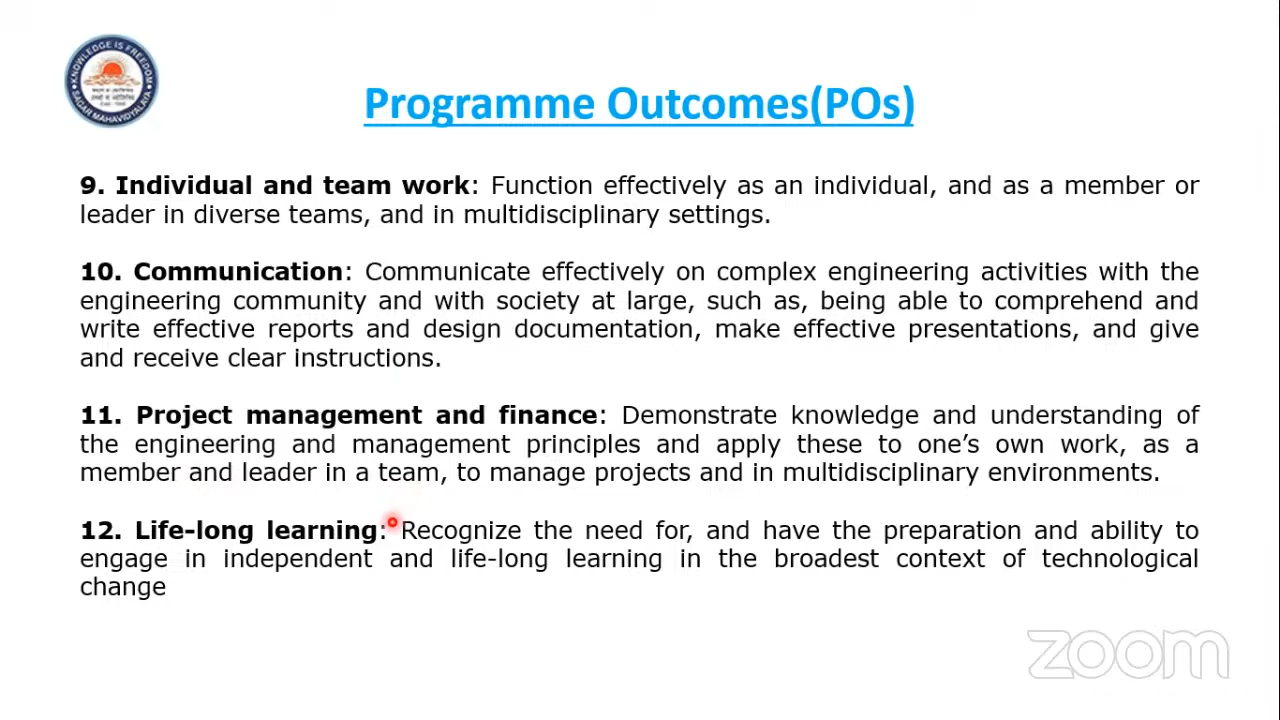 KNOWLEDGE IS FREEDOM
SAGAR MAHAVIDYALAYA
Programme Outcomes(POs)
9. Individual and team work: Function effectively as an individual, and as a member or
leader in diverse teams, and in multidisciplinary settings.
10. Communication: Communicate effectively on complex engineering activities with the
engineering community and with society at large, such as, being able to comprehend and
write effective reports and design documentation, make effective presentations, and give
and receive clear instructions.
11. Project management and finance: Demonstrate knowledge and understanding of
the engineering and management principles and apply these to one’s own work, as a
member and leader in a team, to manage projects and in multidisciplinary environments.
12. Life-long learning: Recognize the need for, and have the preparation and ability to
engage in independent and life-long learning in the broadest context of technological
change
zoom